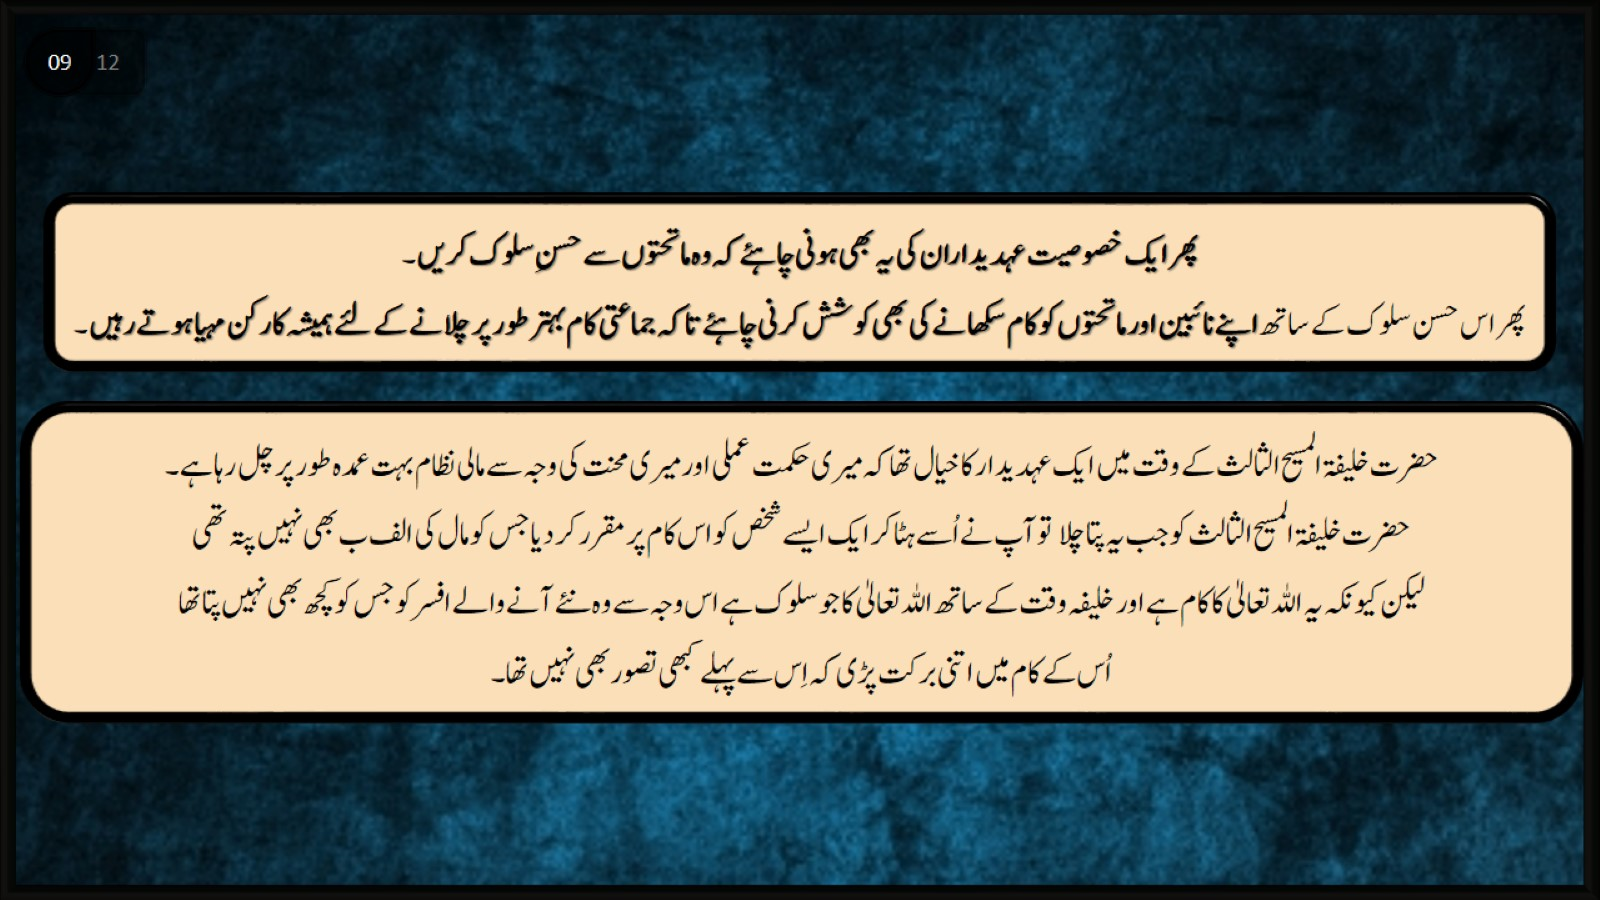 09 12
پھر ایک خصوصیت عہدیداران کی یہ بھی ہونی چاہئے کہ وہ ماتحتوں سے حسنِ سلوک کریں۔
پھر اس حسن سلوک کے ساتھ اپنے نائبین اور ماتحتوں کو کام سکھانے کی بھی کوشش کرنی چاہئے تاکہ جماعتی کام بہتر طور پر چلانے کے لئے ہمیشہ کارکن مہیا ہوتے رہیں۔
حضرت خلیفۃ المسیح الثالث کے وقت میں ایک عہدیدار کا خیال تھا کہ میری حکمت عملی اور میری محنت کی وجہ سے مالی نظام بہت عمدہ طور پر چل رہا ہے۔
حضرت خلیفۃ المسیح الثالث کو جب یہ پتا چلا تو آپ نے اُسے ہٹا کر ایک ایسے شخص کو اس کام پر مقرر کر دیا جس کو مال کی الف ب بھی نہیں پتہ تھی
لیکن کیونکہ یہ اللہ تعالیٰ کا کام ہے اور خلیفہ وقت کے ساتھ اللہ تعالیٰ کا جو سلوک ہے اس وجہ سے وہ نئے آنے والے افسر کو جس کو کچھ بھی نہیں پتا تھا
اُس کے کام میں اتنی برکت پڑی کہ اِس سے پہلے کبھی تصور بھی نہیں تھا۔